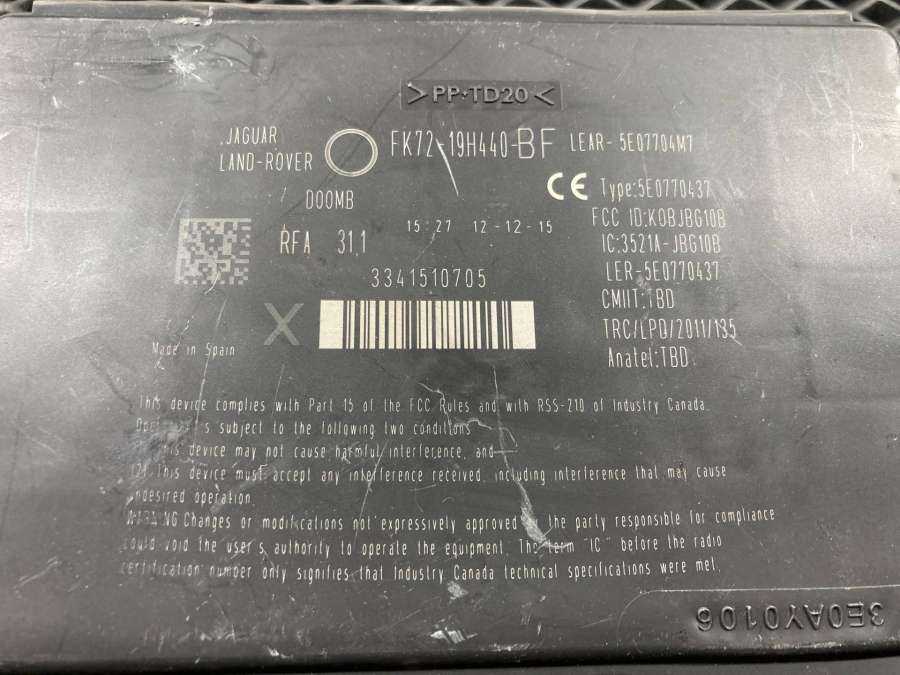 >PP-TD20<
JAGUAR
LAND-ROVER
FK72-19H440-BF
LEAR- 5E07704M7
D00MB
CE
Type:5E0770437
15:27 12-12-15
FCC ID:KOBJBG10B
RFA 31,1
IC:3521A-JBG10B
3341510705
LER-5E0770437
CMIIT:TBD
X
TRC/LPD/2011/135
Made in Spain
Anatel:TBD
This device complies with Part 15 of the FCC Rules and with RSS-210 of Industry Canada.
is subject to the following two conditions
this device may not cause harmful interference, and
(2) This device must accept any interference received, including interference that may cause
undesired operation.
WARNING Changes or modifications not expressively approved the party responsible for compliance
could void the user's authority to operate the equipment. The term "IC" before the radio
certification number only signifies that Industry Canada technical specifications were met.
3E0AY0106